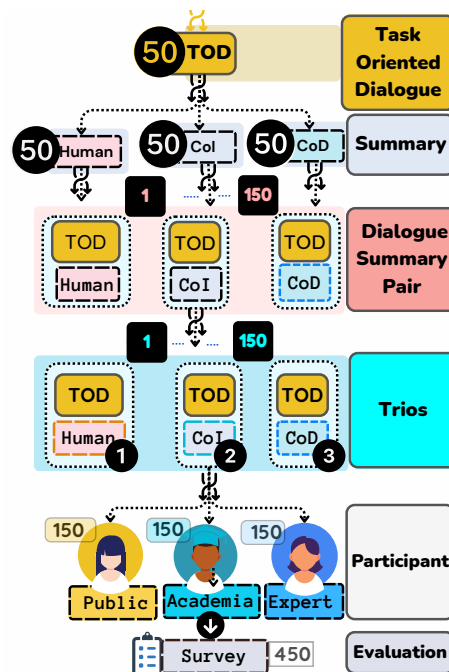 50 TOD
Task
Oriented
Dialogue
50 Human
50 CoI
50 CoD
Summary
1
150
TOD
TOD
TOD
Human
CoI
CoD
Dialogue
Summary
Pair
1
150
TOD
TOD
TOD
Human
CoI
CoD
1
2
3
Trios
150
150
150
Public
Academia
Expert
Participant
Survey
450
Evaluation